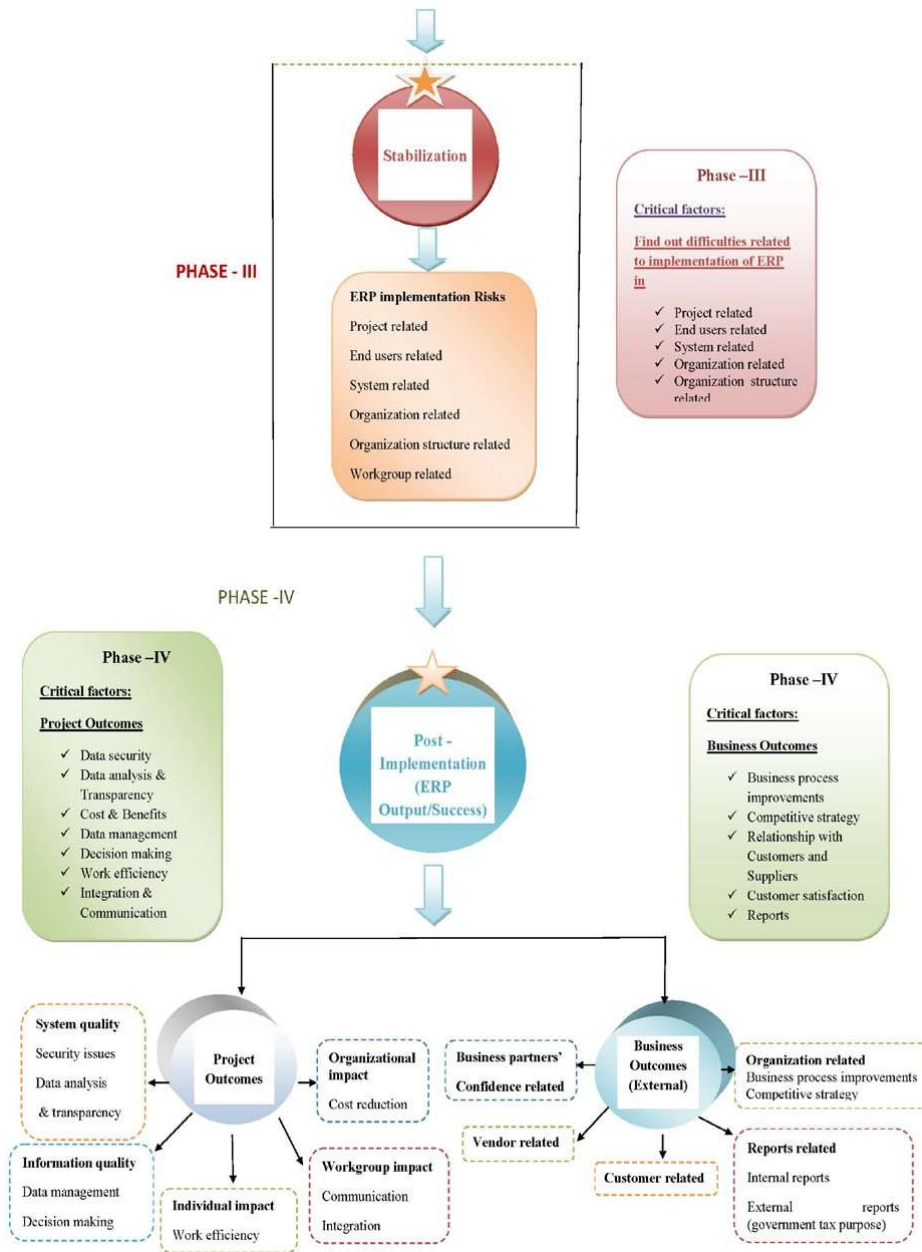 Stabilization
PHASE - III
ERP implementation Risks
Project related
End users related
System related
Organization related
Organization structure related
Workgroup related
Phase –III
Critical factors:
Find out difficulties related
to implementation of ERP
in
✓ Project related
✓ End users related
✓ System related
✓ Organization related
✓ Organization structure
related
PHASE -IV
Phase –IV
Critical factors:
Project Outcomes
✓ Data security
✓ Data analysis &
Transparency
✓ Cost & Benefits
✓ Data management
✓ Decision making
✓ Work efficiency
✓ Integration &
Communication
Post -
Implementation
(ERP
Output/Success)
Phase –IV
Critical factors:
Business Outcomes
✓ Business process
improvements
✓ Competitive strategy
✓ Relationship with
Customers and
Suppliers
✓ Customer satisfaction
✓ Reports
System quality
Security issues
Data analysis
& transparency
Project
Outcomes
Organizational
impact
Cost reduction
Information quality
Data management
Decision making
Individual impact
Work efficiency
Workgroup impact
Communication
Integration
Business partners’
Confidence related
Business
Outcomes
(External)
Organization related
Business process improvements
Competitive strategy
Vendor related
Customer related
Reports related
Internal reports
External reports
(government tax purpose)